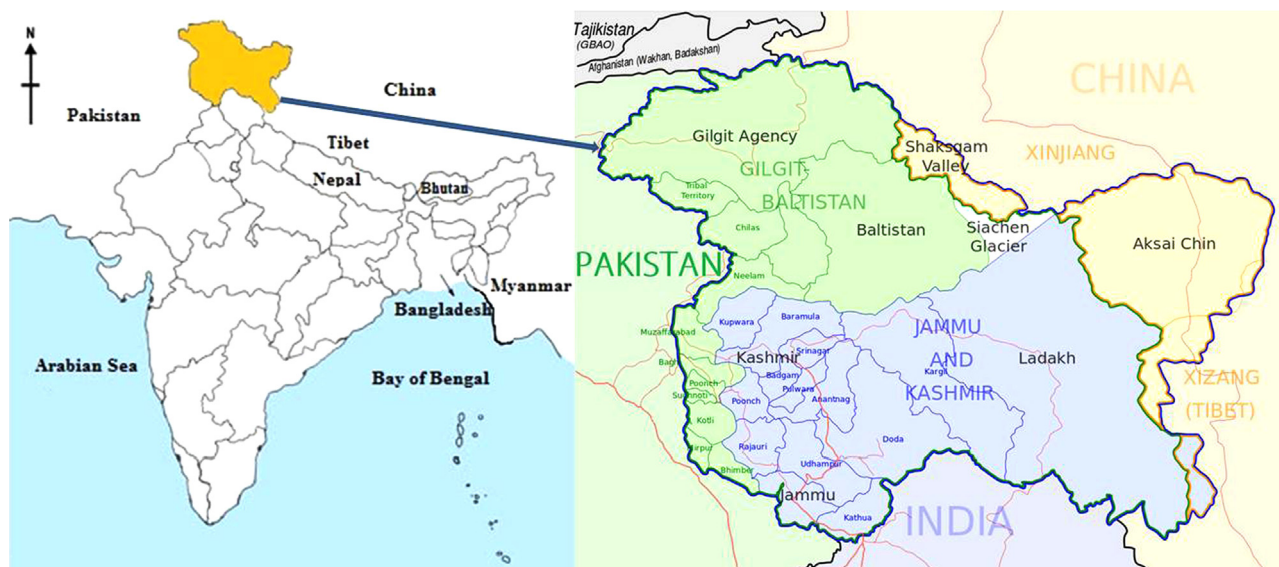 N
Pakistan
China
Tibet
Nepal
Bhutan
Myanmar
Bangladesh
Arabian Sea
Bay of Bengal
Tajikistan
(GBAO)
Afghanistan (Wakhan, Badakshan)
CHINA
Gilgit Agency
Shaksgam
Valley
XINJIANG
GILGIT-
BALTISTAN
Tribal
Territory
Chilas
Baltistan
Siachen
Glacier
Aksai Chin
PAKISTAN
Neelam
Kupwara
Baramula
Muzaffarabad
JAMMU
AND
KASHMIR
Srinagar
Kashmir
Ladakh
Bagh
Badgam
Kargil
Poonch
Pulwara
XIZANG
(TIBET)
Sudhnoti
Poonch
Anantnag
Kotli
Rajauri
Doda
Mirpur
Udhampur
Bhimber
Jammu
Kathua
INDIA